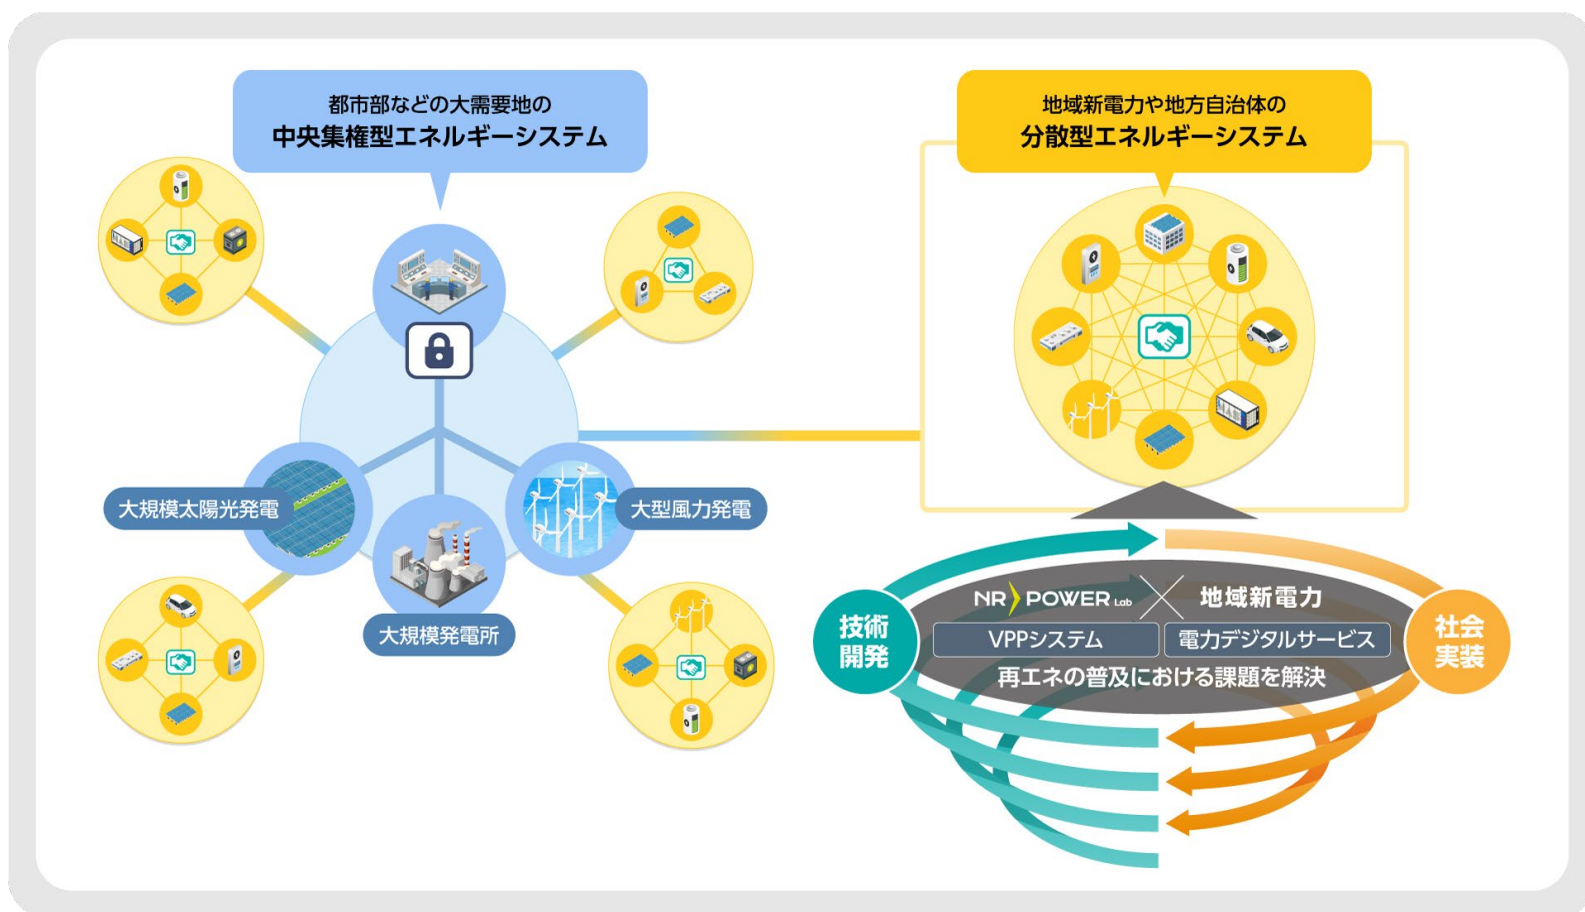 都市部などの大需要地の
中央集権型エネルギーシステム
地域新電力や地方自治体の
分散型エネルギーシステム
大規模太陽光発電
大型風力発電
大規模発電所
技術
開発
NR POWER Lab
地域新電力
VPPシステム
電力デジタルサービス
再エネの普及における課題を解決
社会
実装